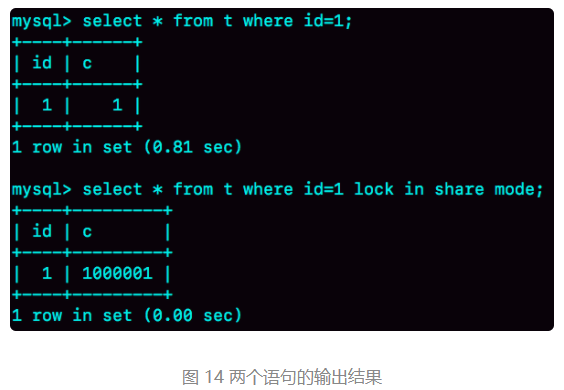 mysql> select * from t where id=1;
+----+------+
| id | c    |
+----+------+
|  1 |    1 |
+----+------+
1 row in set (0.81 sec)
mysql> select * from t where id=1 lock in share mode;
+----+---------+
| id | c       |
+----+---------+
|  1 | 1000001 |
+----+---------+
1 row in set (0.00 sec)
图 14 两个语句的输出结果